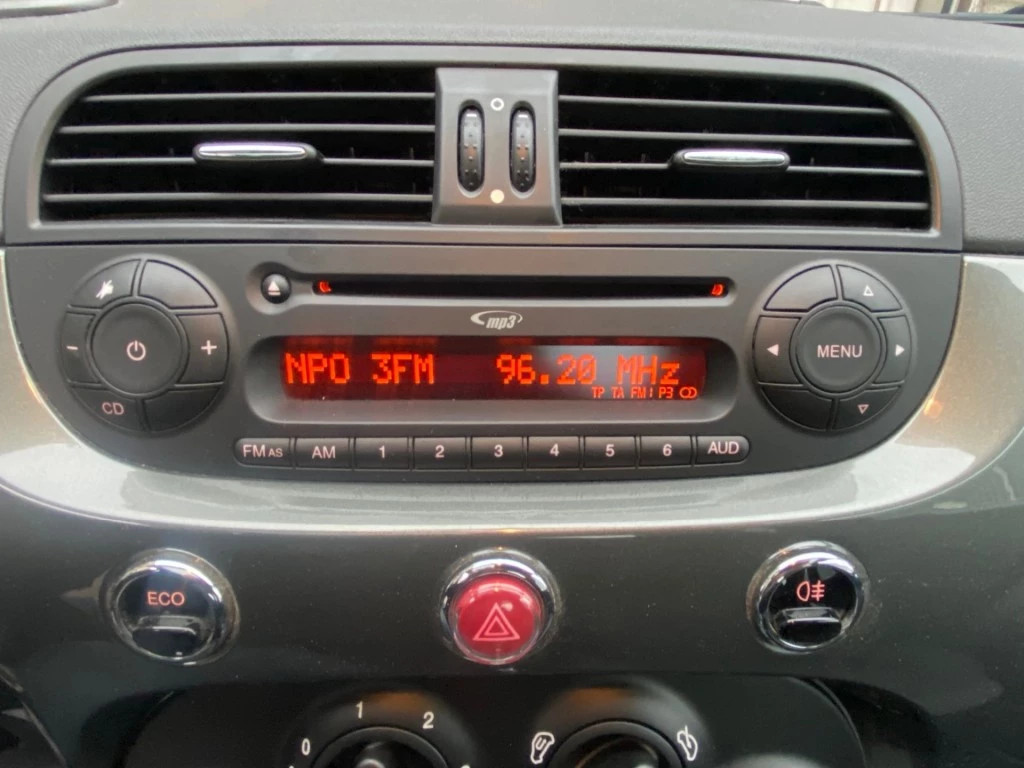 mp3
NPO 3FM 96.20 MHz
TP TA FM1 P3 CD
CD
MENU
FM AS AM 1 2 3 4 5 6 AUD
ECO
1 2
0